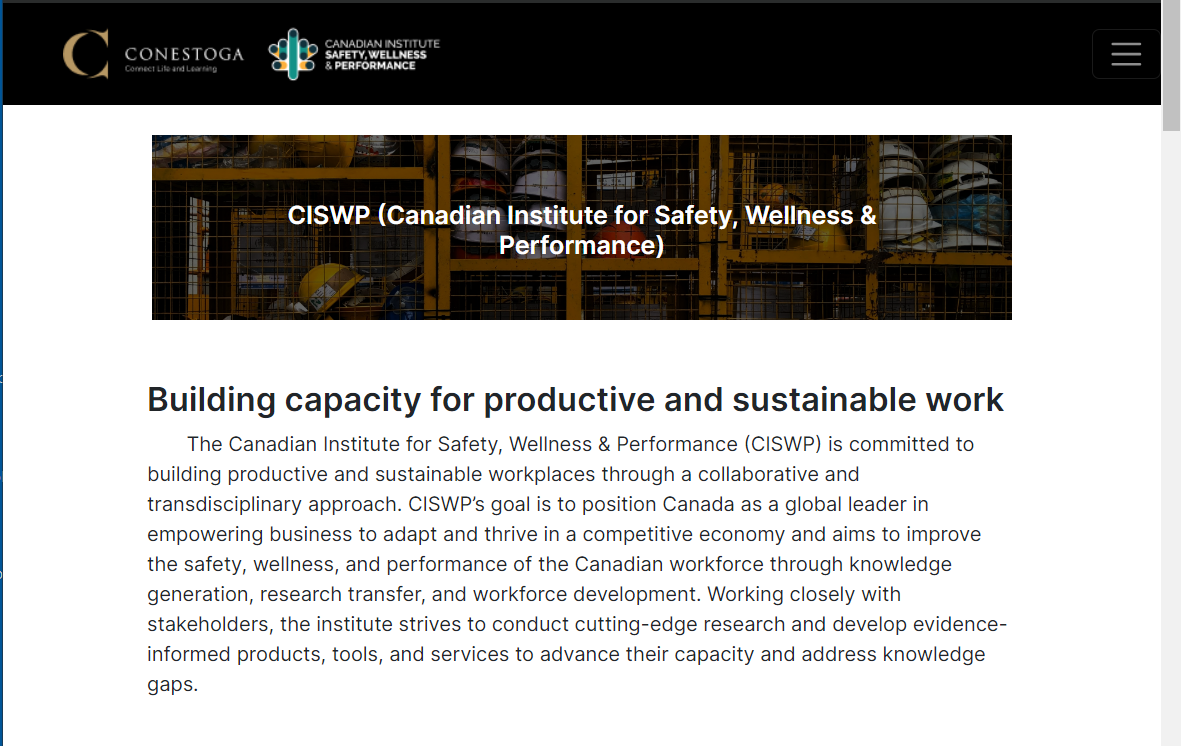 CONESTOGA
Connect Life and Learning
CANADIAN INSTITUTE
SAFETY, WELLNESS
& PERFORMANCE
CISWP (Canadian Institute for Safety, Wellness &
Performance)
Building capacity for productive and sustainable work
The Canadian Institute for Safety, Wellness & Performance (CISWP) is committed to
building productive and sustainable workplaces through a collaborative and
transdisciplinary approach. CISWP’s goal is to position Canada as a global leader in
empowering business to adapt and thrive in a competitive economy and aims to improve
the safety, wellness, and performance of the Canadian workforce through knowledge
generation, research transfer, and workforce development. Working closely with
stakeholders, the institute strives to conduct cutting-edge research and develop evidence-
informed products, tools, and services to advance their capacity and address knowledge
gaps.